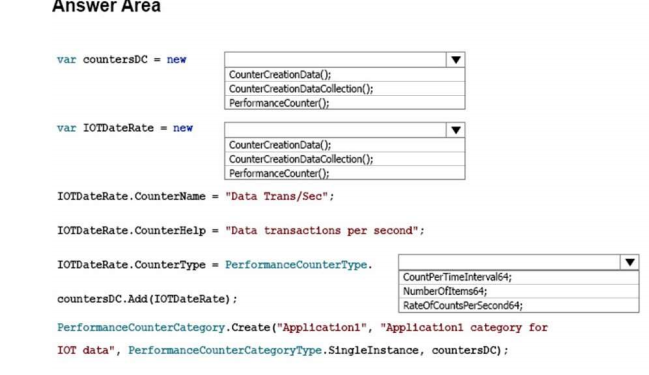 Answer Area
var countersDC = new
CounterCreationData();
CounterCreationDataCollection();
PerformanceCounter();
var IOTDateRate = new
CounterCreationData();
CounterCreationDataCollection();
PerformanceCounter();
IOTDateRate.CounterName = "Data Trans/Sec";
IOTDateRate.CounterHelp = "Data transactions per second";
IOTDateRate.CounterType = PerformanceCounterType.
CountPerTimeInterval64;
NumberOfItems64;
RateOfCountsPerSecond64;
countersDC.Add(IOTDateRate);
PerformanceCounterCategory.Create("Application1", "Application1 category for
IOT data", PerformanceCounterCategoryType.SingleInstance, countersDC);